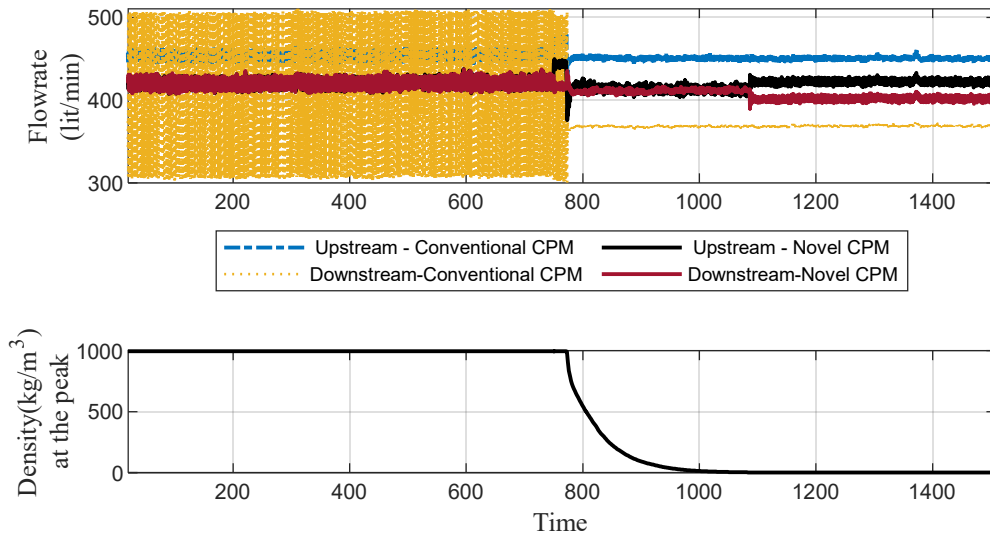 500
400
300
Flowrate
(lit/min)
200 400 600 800 1000 1200 1400
Upstream - Conventional CPM Upstream - Novel CPM
Downstream-Conventional CPM Downstream-Novel CPM
1000
500
0
Density(kg/m³)
at the peak
200 400 600 800 1000 1200 1400
Time